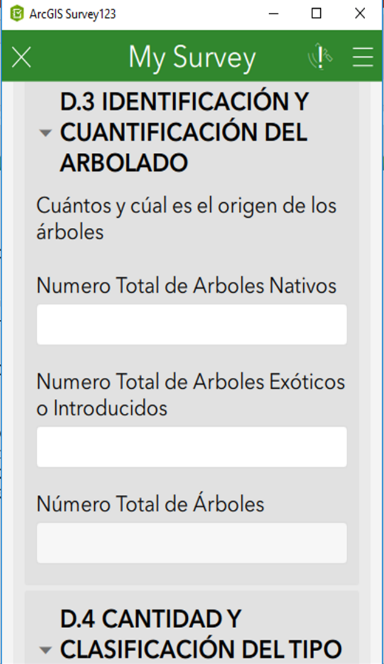 ArcGIS Survey123
My Survey
D.3 IDENTIFICACIÓN Y
CUANTIFICACIÓN DEL
ARBOLADO
Cuántos y cúal es el origen de los
árboles
Numero Total de Arboles Nativos
Numero Total de Arboles Exóticos
o Introducidos
Número Total de Árboles
D.4 CANTIDAD Y
CLASIFICACIÓN DEL TIPO